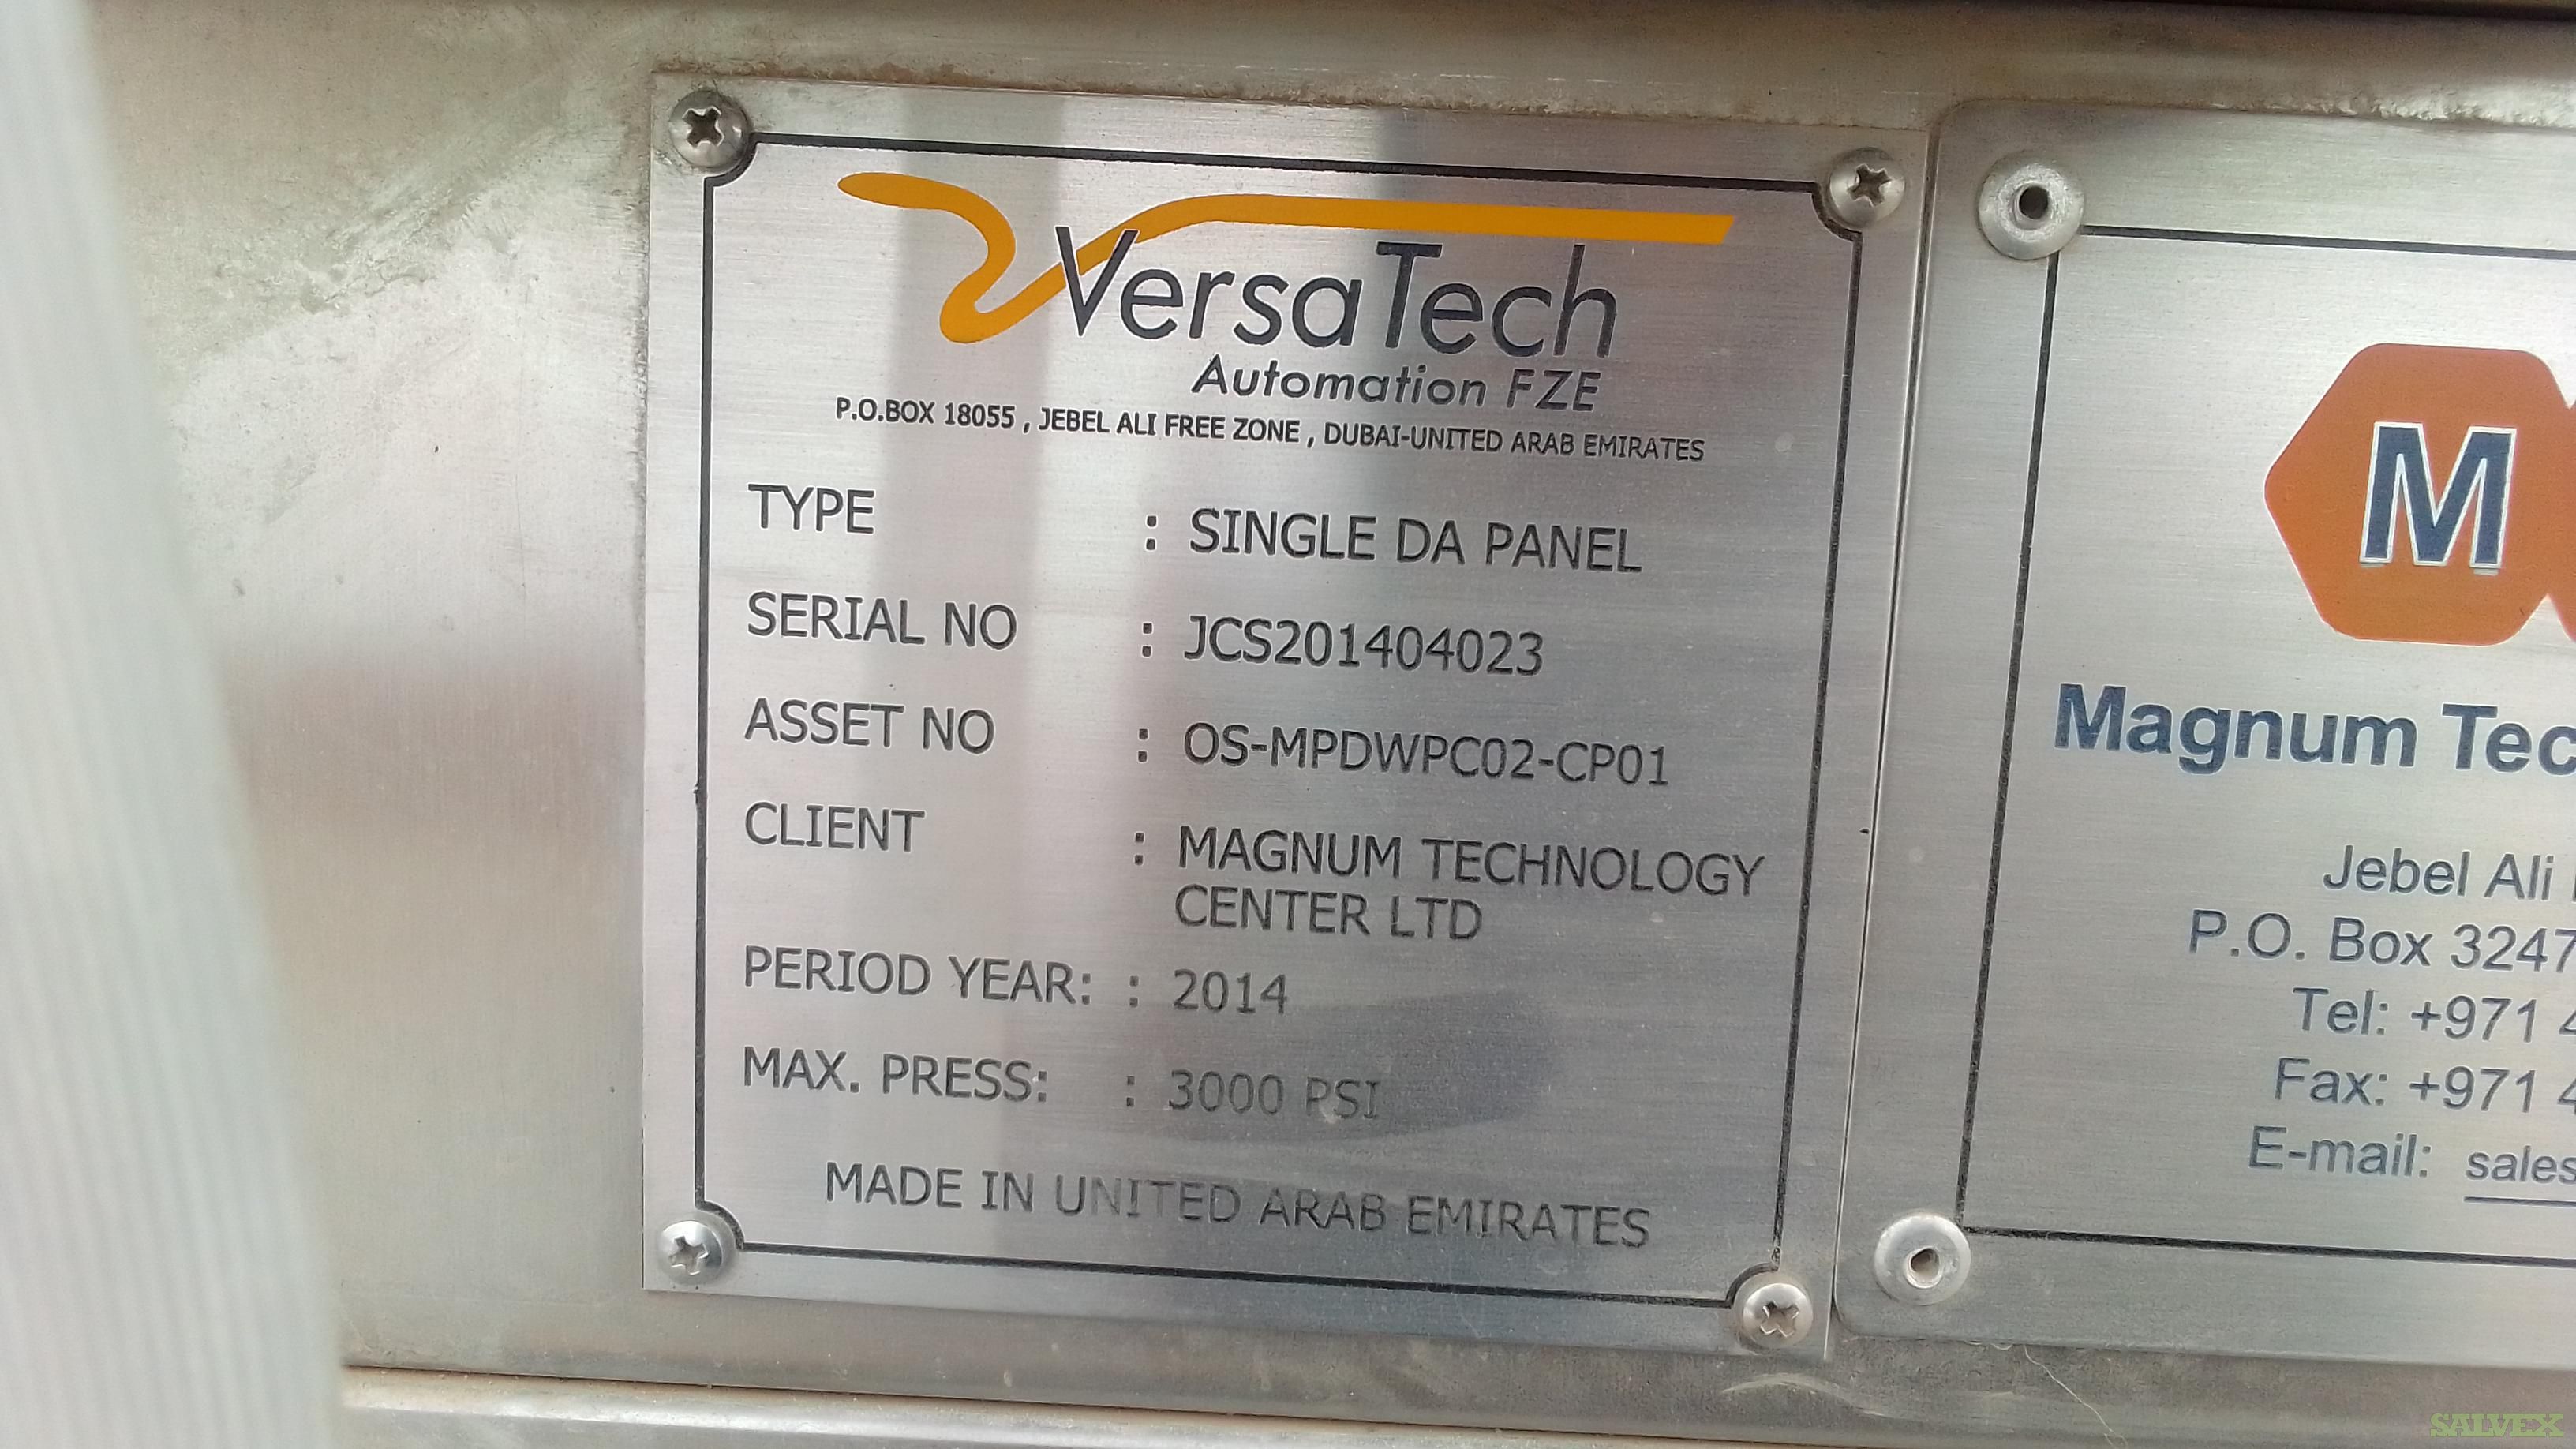 VersaTech
Automation FZE
P.O.BOX 18055 , JEBEL ALI FREE ZONE , DUBAI-UNITED ARAB EMIRATES
TYPE : SINGLE DA PANEL
SERIAL NO : JCS201404023
ASSET NO : OS-MPDWPC02-CP01
CLIENT : MAGNUM TECHNOLOGY
CENTER LTD
PERIOD YEAR: : 2014
MAX. PRESS: : 3000 PSI
MADE IN UNITED ARAB EMIRATES
M
Magnum Tec
Jebel Ali
P.O. Box 3247
Tel: +971 4
Fax: +971 4
E-mail: sales
SALVEX